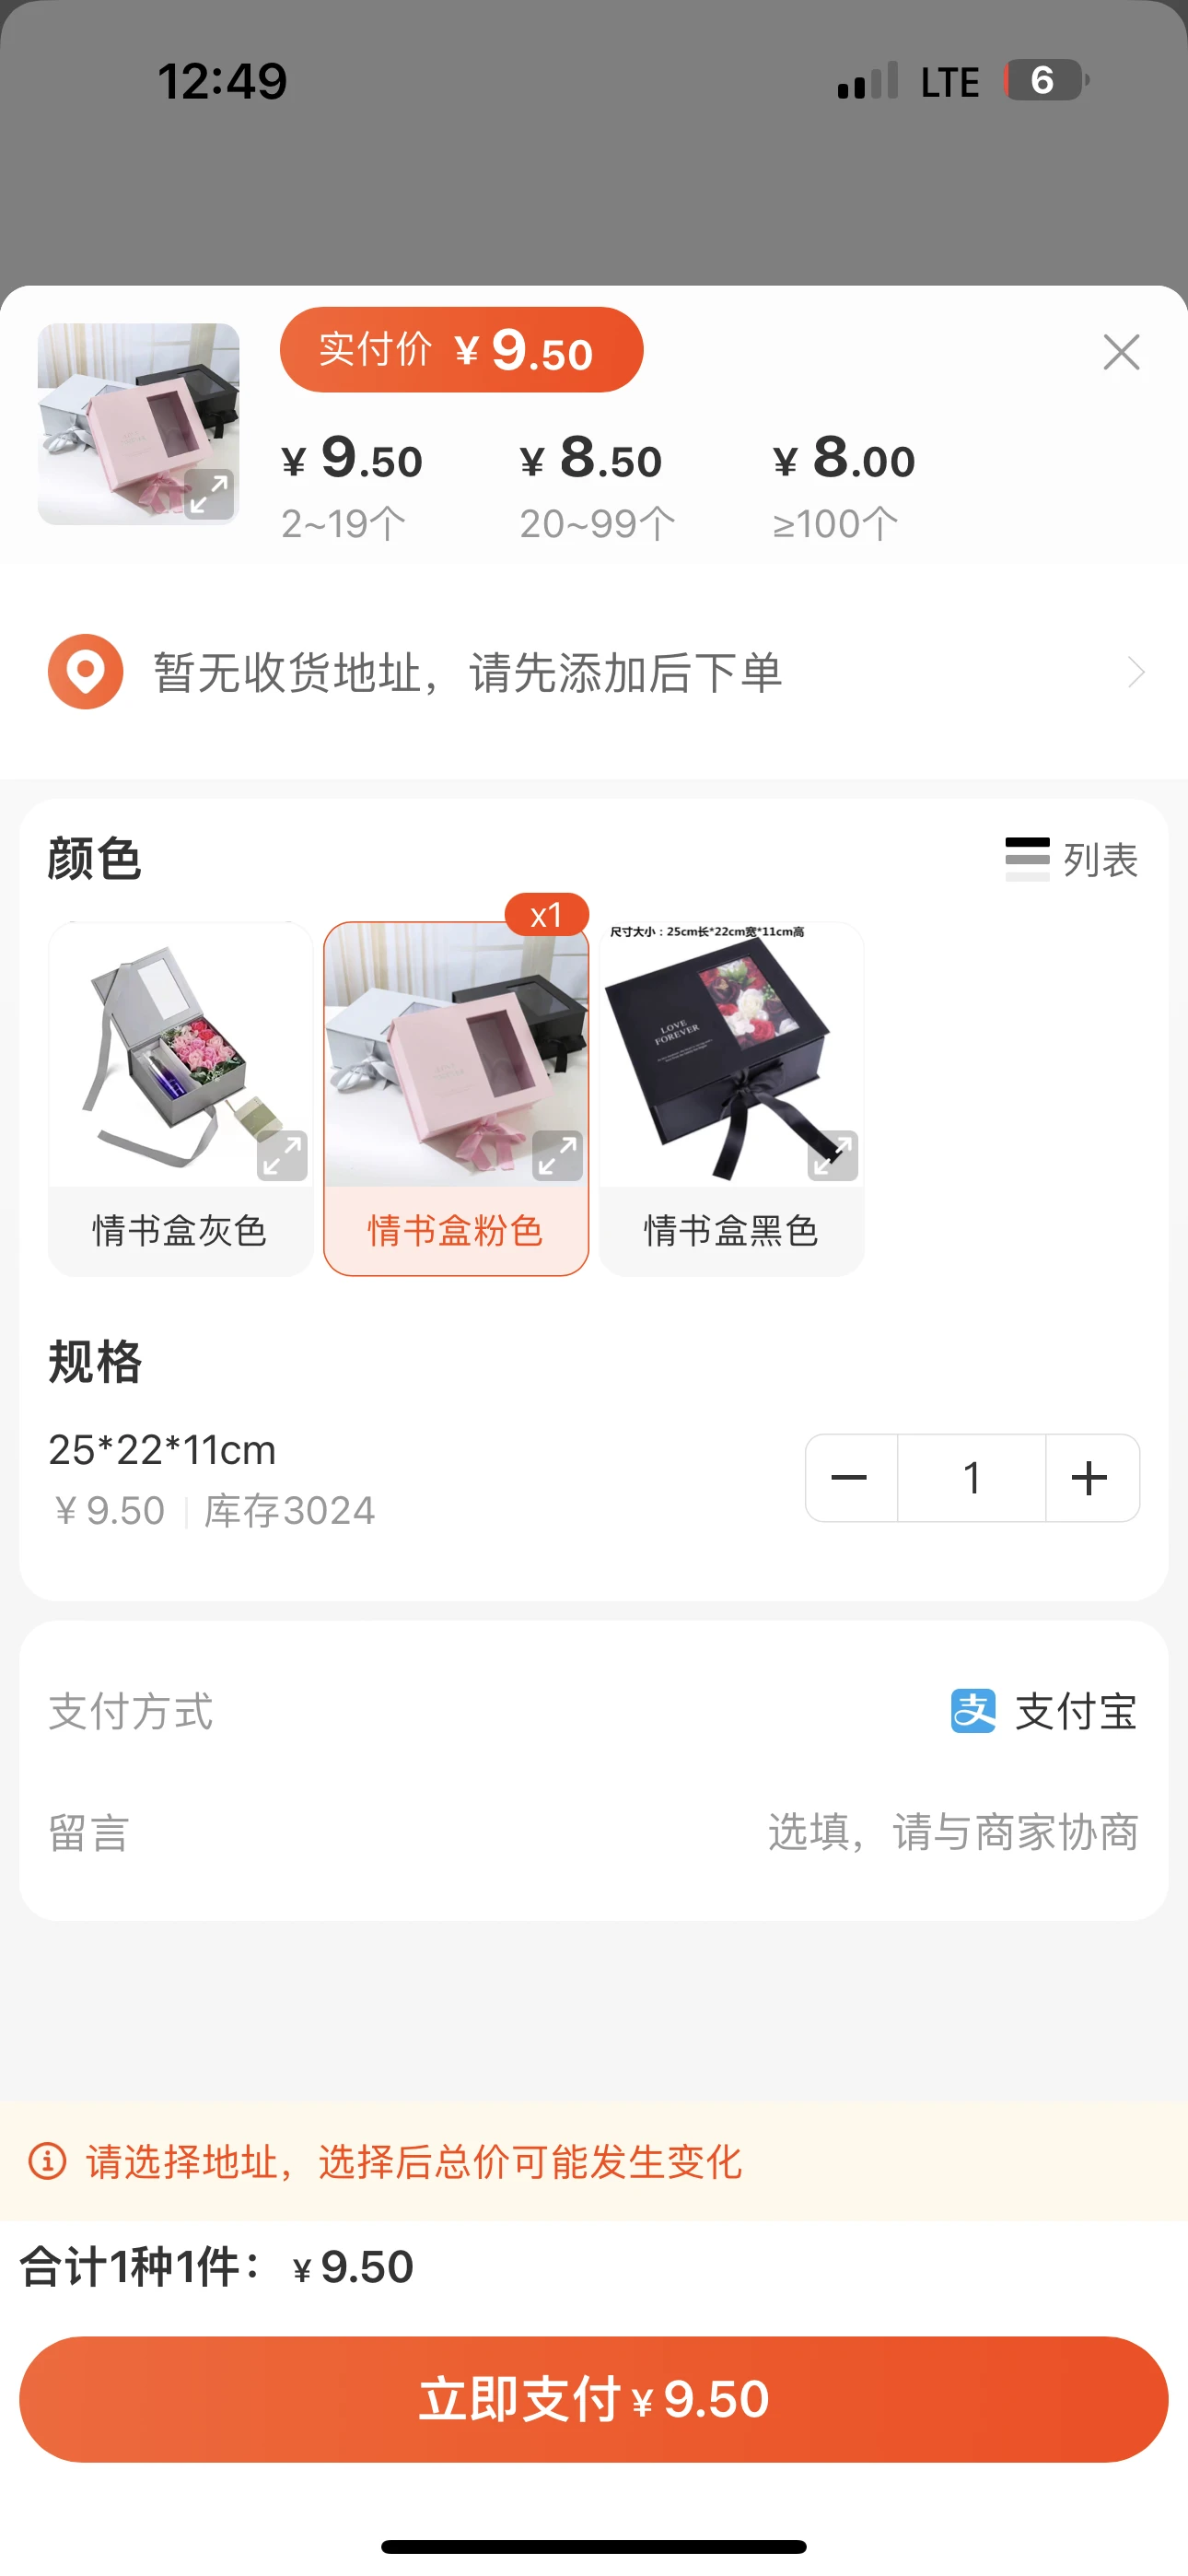 12:49
LTE
6
实付价 ¥ 9.50
¥ 9.50
¥ 8.50
¥ 8.00
2~19个
20~99个
≥100个
暂无收货地址，请先添加后下单
颜色
列表
x1
尺寸大小：25cm长*22cm宽*11cm高
LOVE
FOREVER
情书盒灰色
情书盒粉色
情书盒黑色
规格
25*22*11cm
1
¥ 9.50
库存3024
支付方式
支 支付宝
留言
选填，请与商家协商
请选择地址，选择后总价可能发生变化
合计1种1件： ¥ 9.50
立即支付 ¥ 9.50